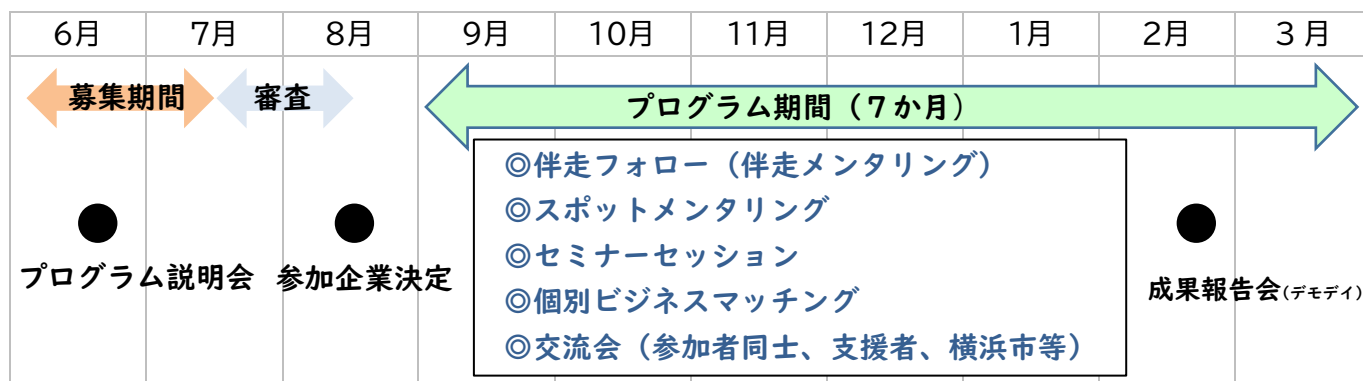 6月 7月 8月 9月 10月 11月 12月 1月 2月 3月
募集期間 審査 プログラム期間（7か月）
◎伴走フォロー（伴走メンタリング）
◎スポットメンタリング
◎セミナーセッション
◎個別ビジネスマッチング
◎交流会（参加者同士、支援者、横浜市等）
プログラム説明会 参加企業決定
成果報告会(デモデイ)